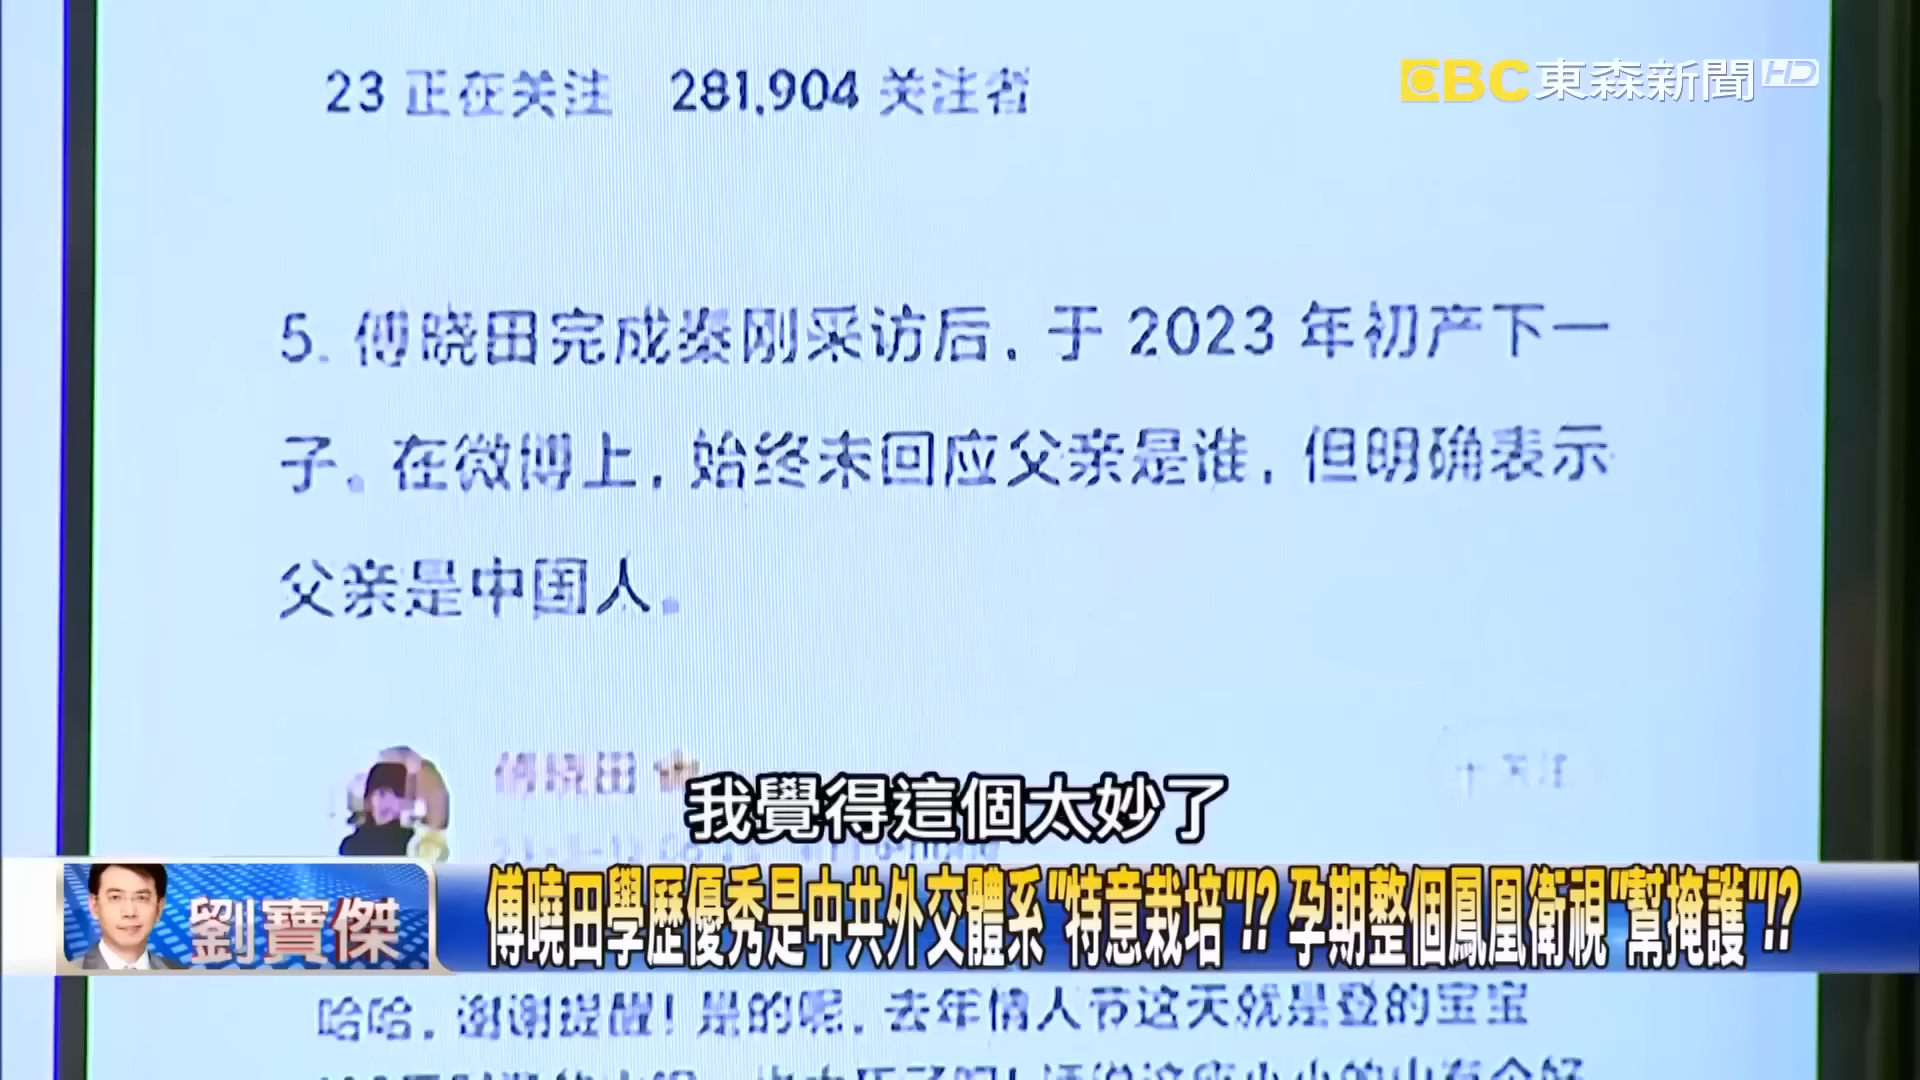 23 正在关注 281,904 关注者
EBC 東森新聞 HD
5. 傅晓田完成秦刚采访后，于 2023 年初产下一
子。在微博上，始终未回应父亲是谁，但明确表示
父亲是中国人。
傅晓田
+ 关注
我覺得這個太妙了
劉寶傑
傅曉田學歷優秀是中共外交體系"特意栽培"!? 孕期整個鳳凰衛視"幫掩護"!?
哈哈，谢谢提醒！是的呢，去年情人节这天就是登的宝宝